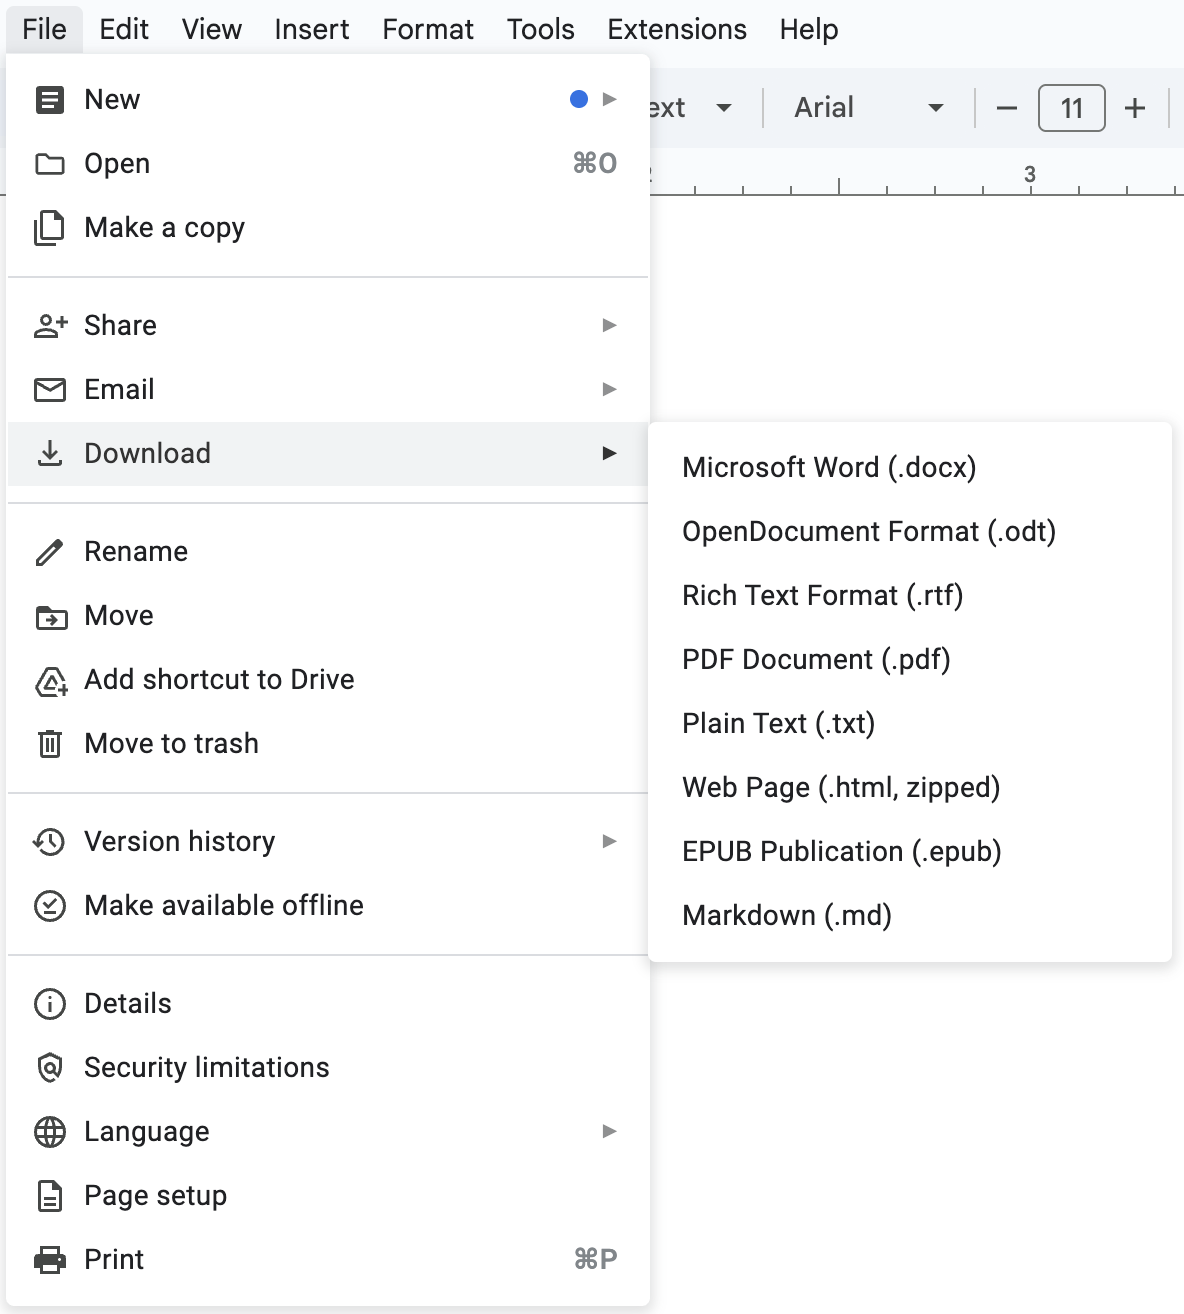 File Edit View Insert Format Tools Extensions Help
New
Arial 11
Open ⌘O
3
Make a copy
Share
Email
Download
Microsoft Word (.docx)
OpenDocument Format (.odt)
Rich Text Format (.rtf)
PDF Document (.pdf)
Plain Text (.txt)
Web Page (.html, zipped)
EPUB Publication (.epub)
Markdown (.md)
Rename
Move
Add shortcut to Drive
Move to trash
Version history
Make available offline
Details
Security limitations
Language
Page setup
Print ⌘P